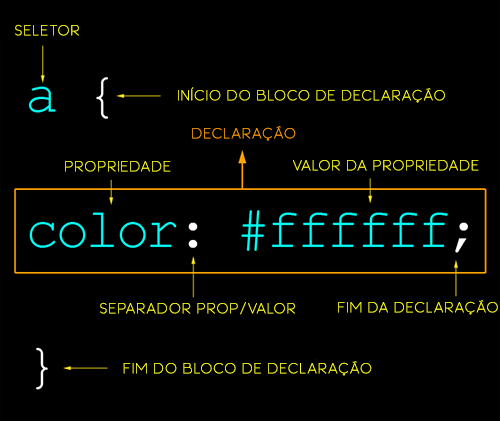 SELETOR
a { INÍCIO DO BLOCO DE DECLARAÇÃO
DECLARAÇÃO
PROPRIEDADE VALOR DA PROPRIEDADE
color: #ffffff;
SEPARADOR PROP/VALOR FIM DA DECLARAÇÃO
} FIM DO BLOCO DE DECLARAÇÃO